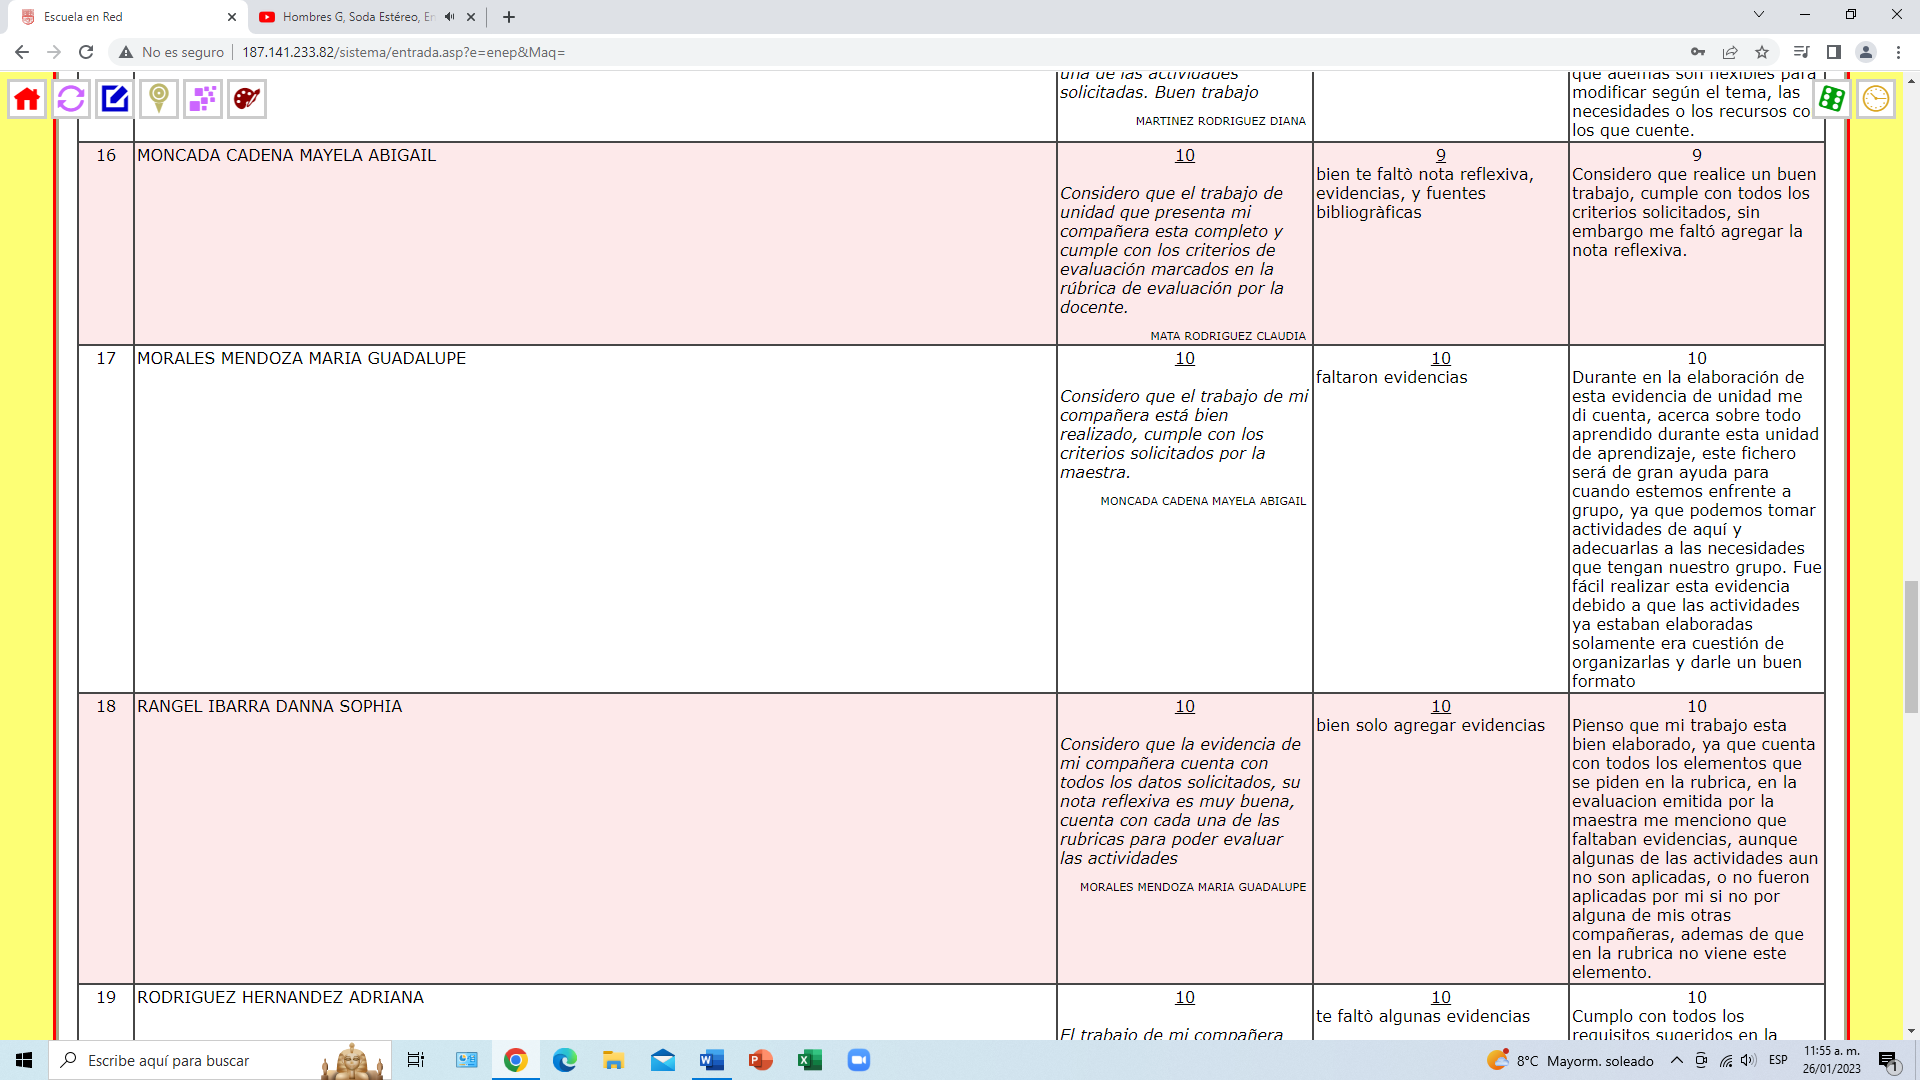 Escuela en Red
Hombres G, Soda Estéreo, En
No es seguro
187.141.233.82/sistema/entrada.asp?e=enep&Maq=
una de las actividades
solicitadas. Buen trabajo
MARTINEZ RODRIGUEZ DIANA
que además son flexibles para
modificar según el tema, las
necesidades o los recursos co
los que cuente.
16
MONCADA CADENA MAYELA ABIGAIL
10
Considero que el trabajo de
unidad que presenta mi
compañera esta completo y
cumple con los criterios de
evaluación marcados en la
rúbrica de evaluación por la
docente.
MATA RODRIGUEZ CLAUDIA
9
bien te faltò nota reflexiva,
evidencias, y fuentes
bibliogràficas
9
Considero que realice un buen
trabajo, cumple con todos los
criterios solicitados, sin
embargo me faltó agregar la
nota reflexiva.
17
MORALES MENDOZA MARIA GUADALUPE
10
Considero que el trabajo de mi
compañera está bien
realizado, cumple con los
criterios solicitados por la
maestra.
MONCADA CADENA MAYELA ABIGAIL
10
faltaron evidencias
10
Durante en la elaboración de
esta evidencia de unidad me
di cuenta, acerca sobre todo
aprendido durante esta unidad
de aprendizaje, este fichero
será de gran ayuda para
cuando estemos enfrente a
grupo, ya que podemos tomar
actividades de aquí y
adecuarlas a las necesidades
que tengan nuestro grupo. Fue
fácil realizar esta evidencia
debido a que las actividades
ya estaban elaboradas
solamente era cuestión de
organizarlas y darle un buen
formato
18
RANGEL IBARRA DANNA SOPHIA
10
Considero que la evidencia de
mi compañera cuenta con
todos los datos solicitados, su
nota reflexiva es muy buena,
cuenta con cada una de las
rubricas para poder evaluar
las actividades
MORALES MENDOZA MARIA GUADALUPE
10
bien solo agregar evidencias
10
Pienso que mi trabajo esta
bien elaborado, ya que cuenta
con todos los elementos que
se piden en la rubrica, en la
evaluacion emitida por la
maestra me menciono que
faltaban evidencias, aunque
algunas de las actividades aun
no son aplicadas, o no fueron
aplicadas por mi si no por
alguna de mis otras
compañeras, ademas de que
en la rubrica no viene este
elemento.
19
RODRIGUEZ HERNANDEZ ADRIANA
10
El trabajo de mi compañera
10
te faltò algunas evidencias
10
Cumplo con todos los
requisitos sugeridos en la
Escribe aquí para buscar
8°C Mayorm. soleado
ESP
11:55 a. m.
26/01/2023
1